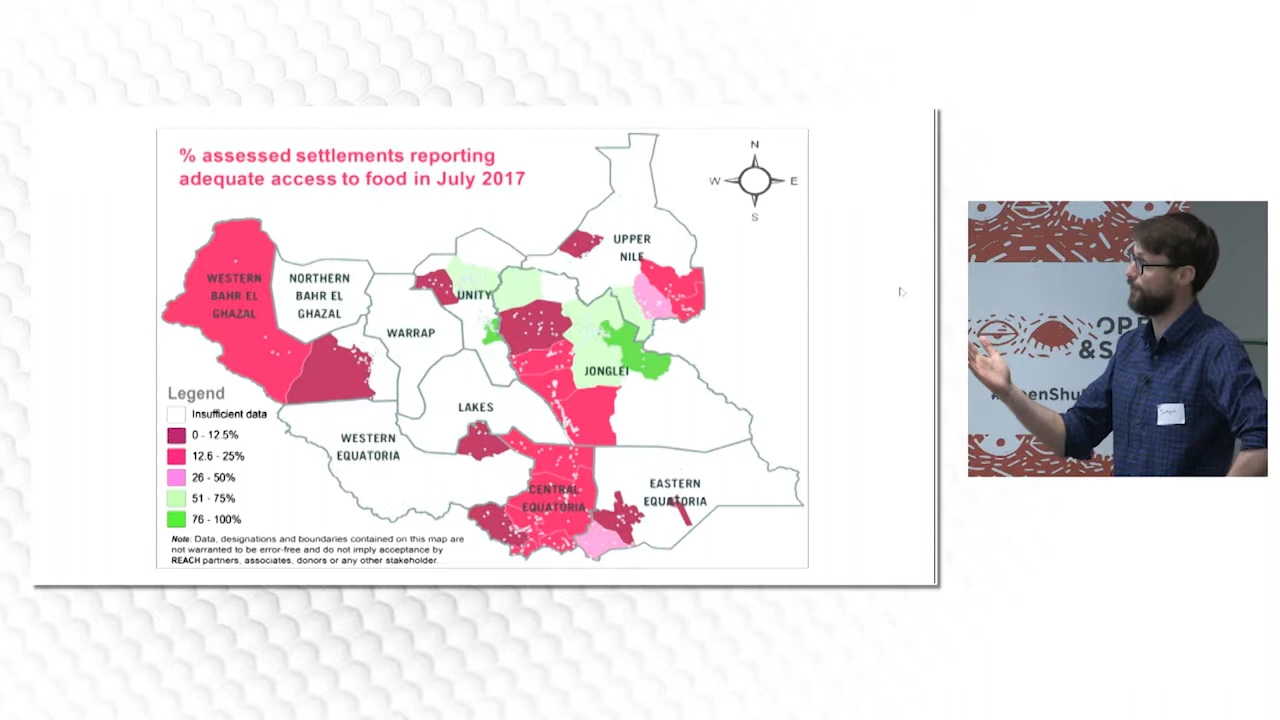 % assessed settlements reporting
adequate access to food in July 2017
N
W
E
S
UPPER
NILE
WESTERN
BAHR EL
GHAZAL
NORTHERN
BAHR EL
GHAZAL
UNITY
WARRAP
JONGLEI
LAKES
WESTERN
EQUATORIA
CENTRAL
EQUATORIA
EASTERN
EQUATORIA
Legend
Insufficient data
0 - 12.5%
12.6 - 25%
26 - 50%
51 - 75%
76 - 100%
Note: Data, designations and boundaries contained on this map are
not warranted to be error-free and do not imply acceptance by
REACH partners, associates, donors or any other stakeholder.